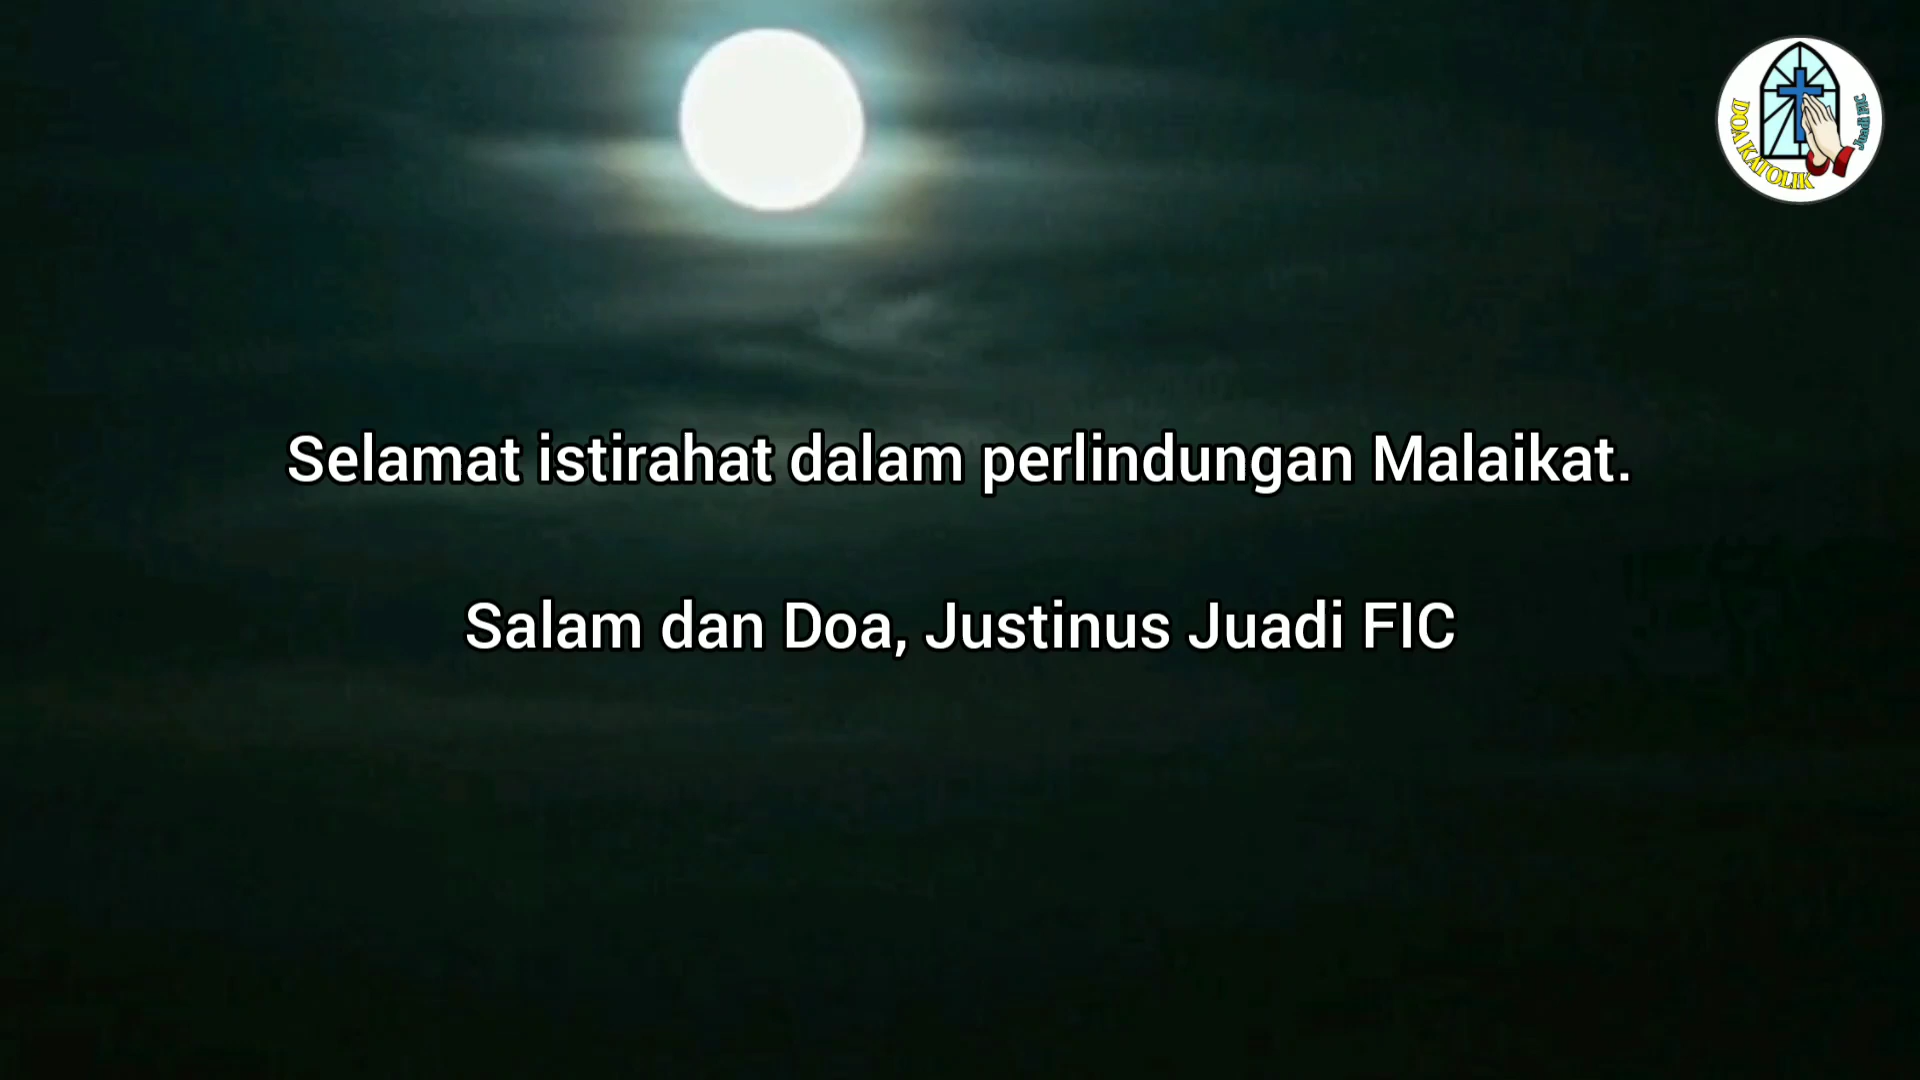 DOA KATOLIK
Juadi FIC
Selamat istirahat dalam perlindungan Malaikat.
Salam dan Doa, Justinus Juadi FIC